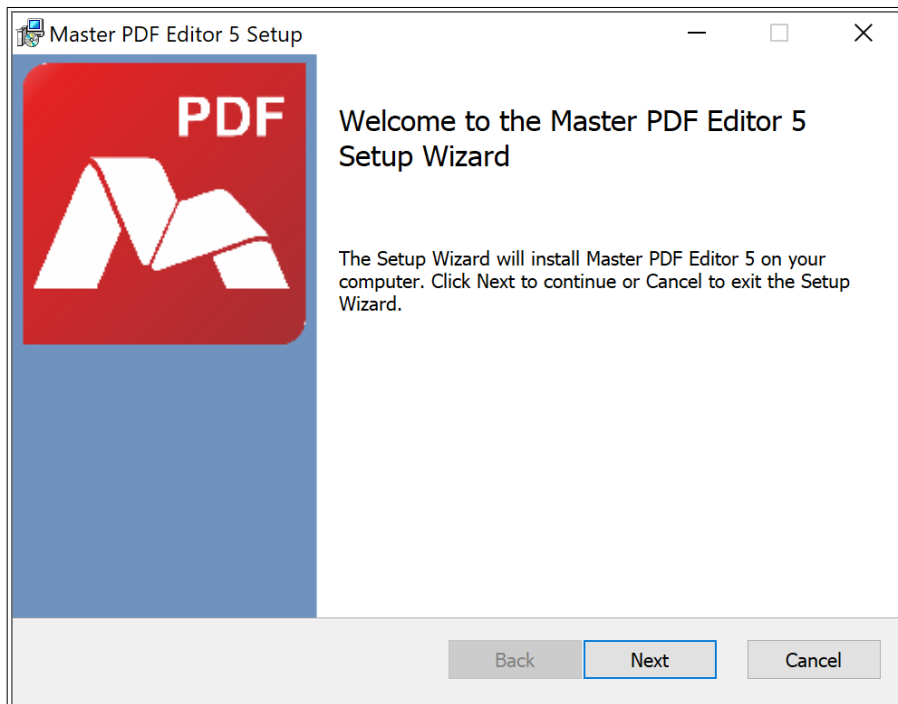 Master PDF Editor 5 Setup
PDF
Welcome to the Master PDF Editor 5
Setup Wizard
The Setup Wizard will install Master PDF Editor 5 on your
computer. Click Next to continue or Cancel to exit the Setup
Wizard.
Back
Next
Cancel